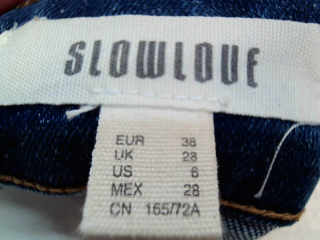 SLOWLOVE
EUR 38
UK 28
US 6
MEX 28
CN 165/72A